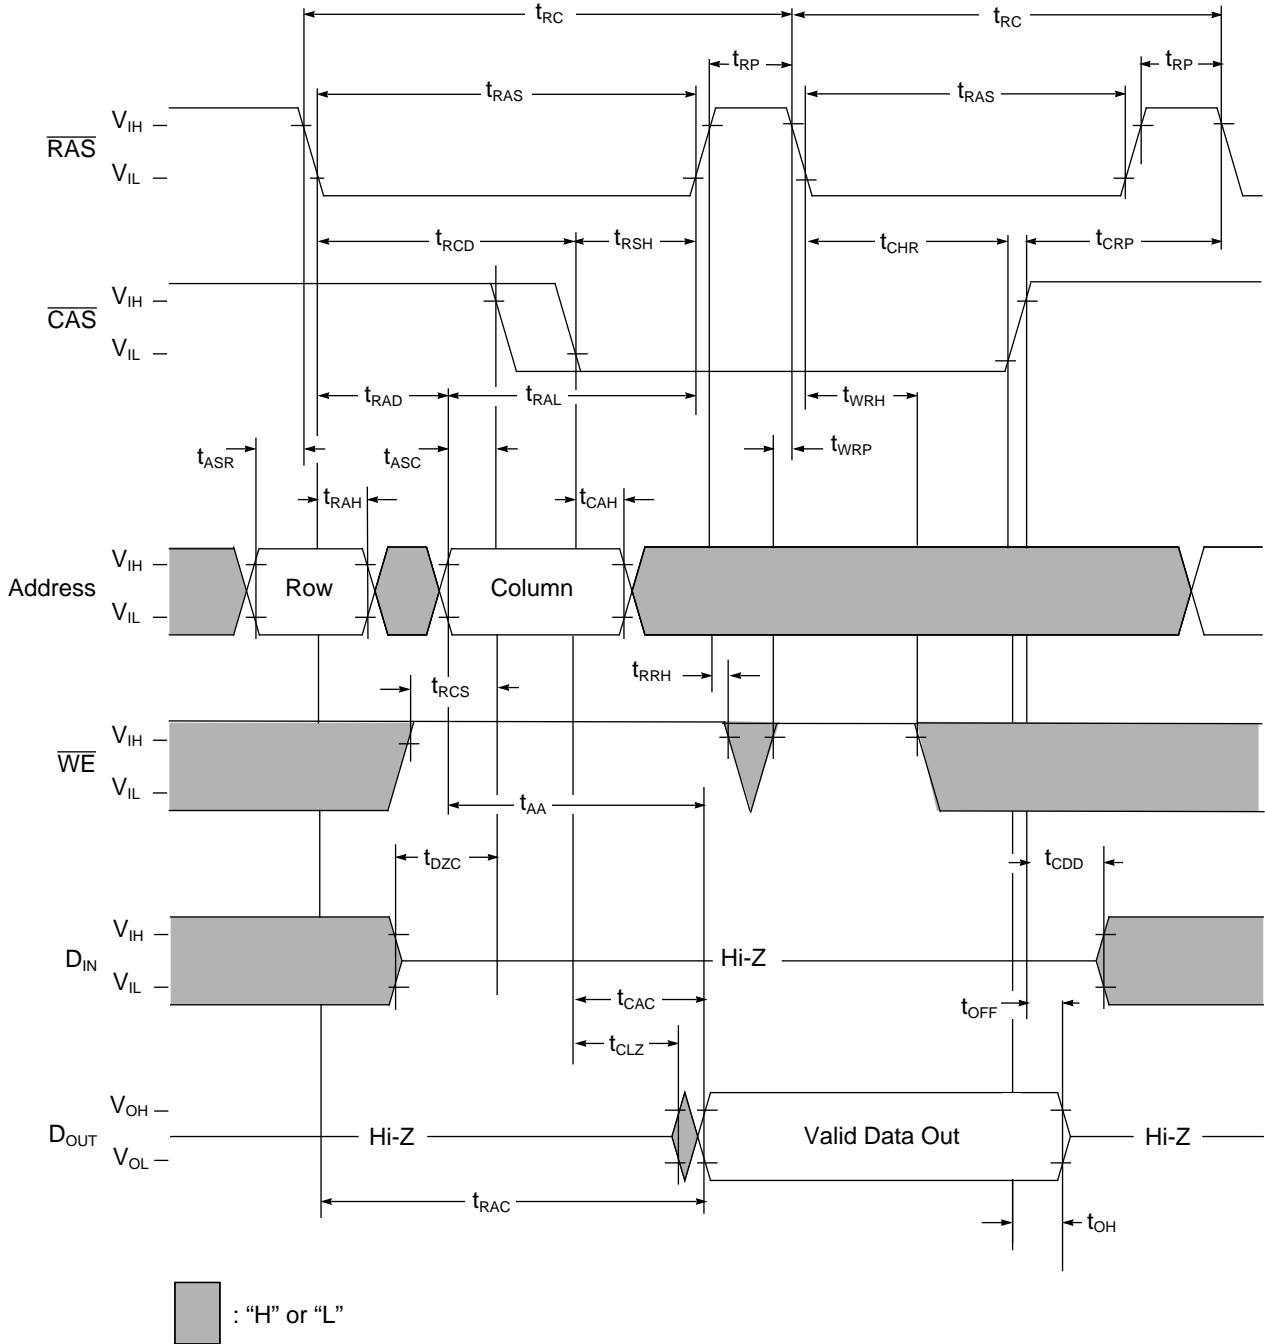 tRC tRC
tRP tRP
tRAS tRAS
VIH
RAS
VIL
tRCD tRSH tCHR tCRP
VIH
CAS
VIL
tRAD tRAL tWRH
tASR tASC tWRP
tRAH tCAH
VIH
Address Row Column
VIL
tRRH
tRCS
VIH
WE
VIL
tAA
tDZC tCDD
VIH
DIN Hi-Z
VIL
tCAC tOFF
tCLZ
VOH
DOUT Hi-Z Valid Data Out Hi-Z
VOL
tRAC
tOH
: “H” or “L”